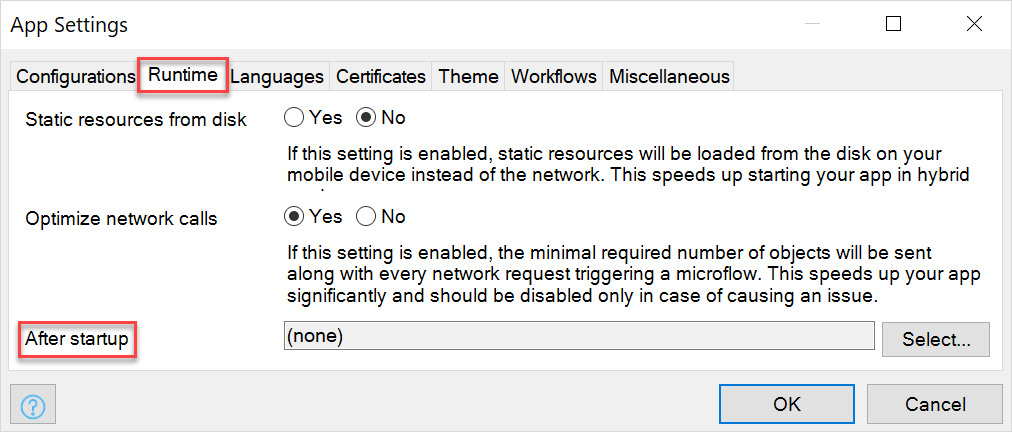 App Settings
Configurations Runtime Languages Certificates Theme Workflows Miscellaneous
Static resources from disk Yes No
If this setting is enabled, static resources will be loaded from the disk on your
mobile device instead of the network. This speeds up starting your app in hybrid
Optimize network calls Yes No
If this setting is enabled, the minimal required number of objects will be sent
along with every network request triggering a microflow. This speeds up your app
significantly and should be disabled only in case of causing an issue.
After startup (none) Select...
? OK Cancel